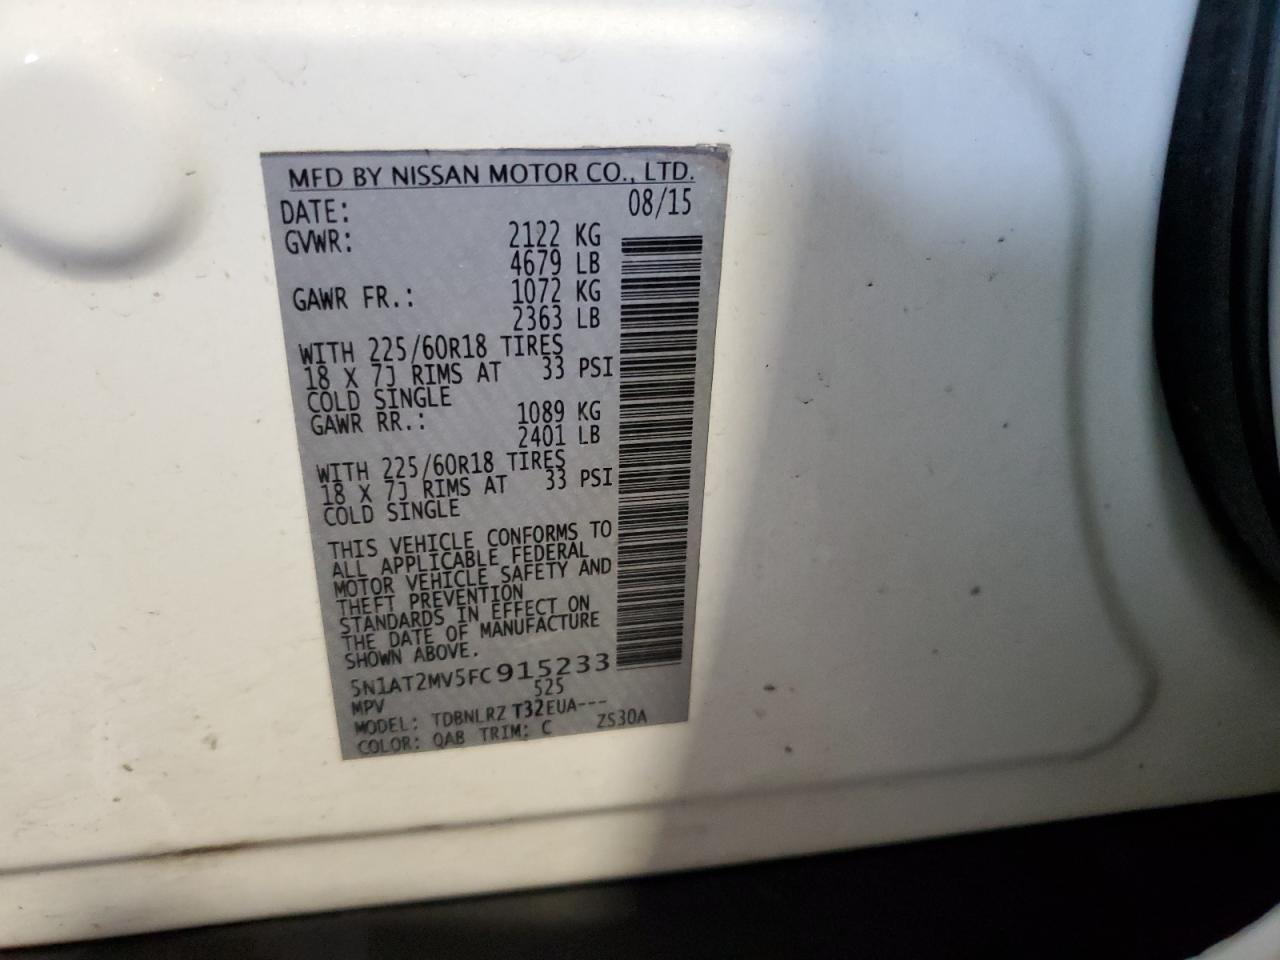 MFD BY NISSAN MOTOR CO., LTD.
DATE: 08/15
GVWR: 2122 KG
4679 LB
GAWR FR.: 1072 KG
2363 LB
WITH 225/60R18 TIRES
18 X 7J RIMS AT 33 PSI
COLD SINGLE
GAWR RR.: 1089 KG
2401 LB
WITH 225/60R18 TIRES
18 X 7J RIMS AT 33 PSI
COLD SINGLE
THIS VEHICLE CONFORMS TO
ALL APPLICABLE FEDERAL
MOTOR VEHICLE SAFETY AND
THEFT PREVENTION
STANDARDS IN EFFECT ON
THE DATE OF MANUFACTURE
SHOWN ABOVE.
5N1AT2MV5FC915233
MPV 525
MODEL: TDBNLRZ T32EUA---
COLOR: QAB TRIM: C ZS30A